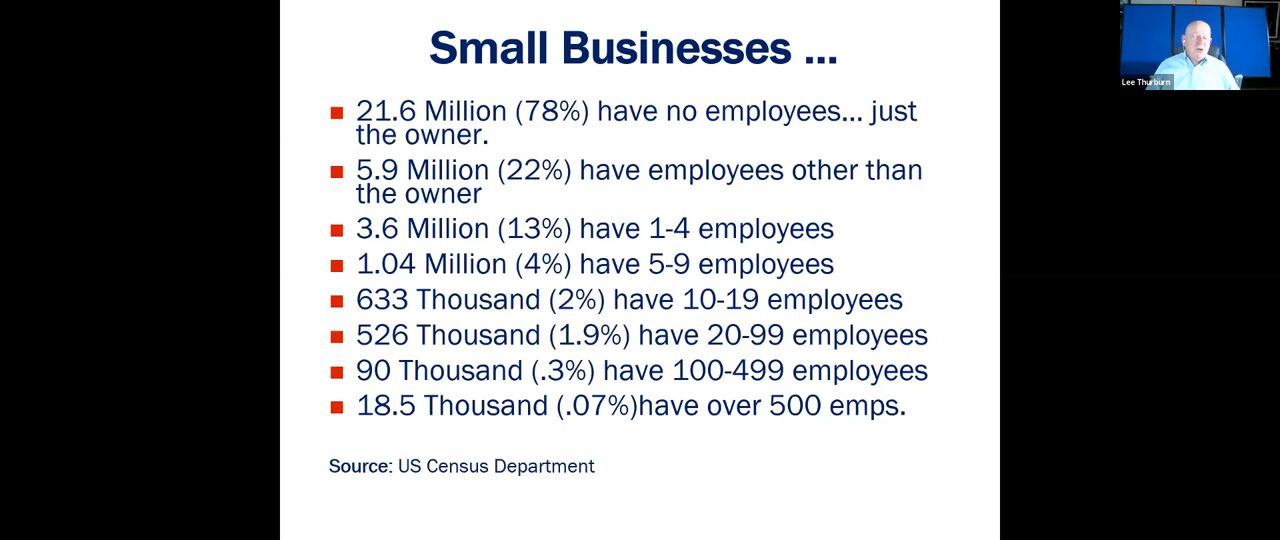 Small Businesses ...
21.6 Million (78%) have no employees... just
the owner.
5.9 Million (22%) have employees other than
the owner
3.6 Million (13%) have 1-4 employees
1.04 Million (4%) have 5-9 employees
633 Thousand (2%) have 10-19 employees
526 Thousand (1.9%) have 20-99 employees
90 Thousand (.3%) have 100-499 employees
18.5 Thousand (.07%)have over 500 emps.
Source: US Census Department
Lee Thurburn